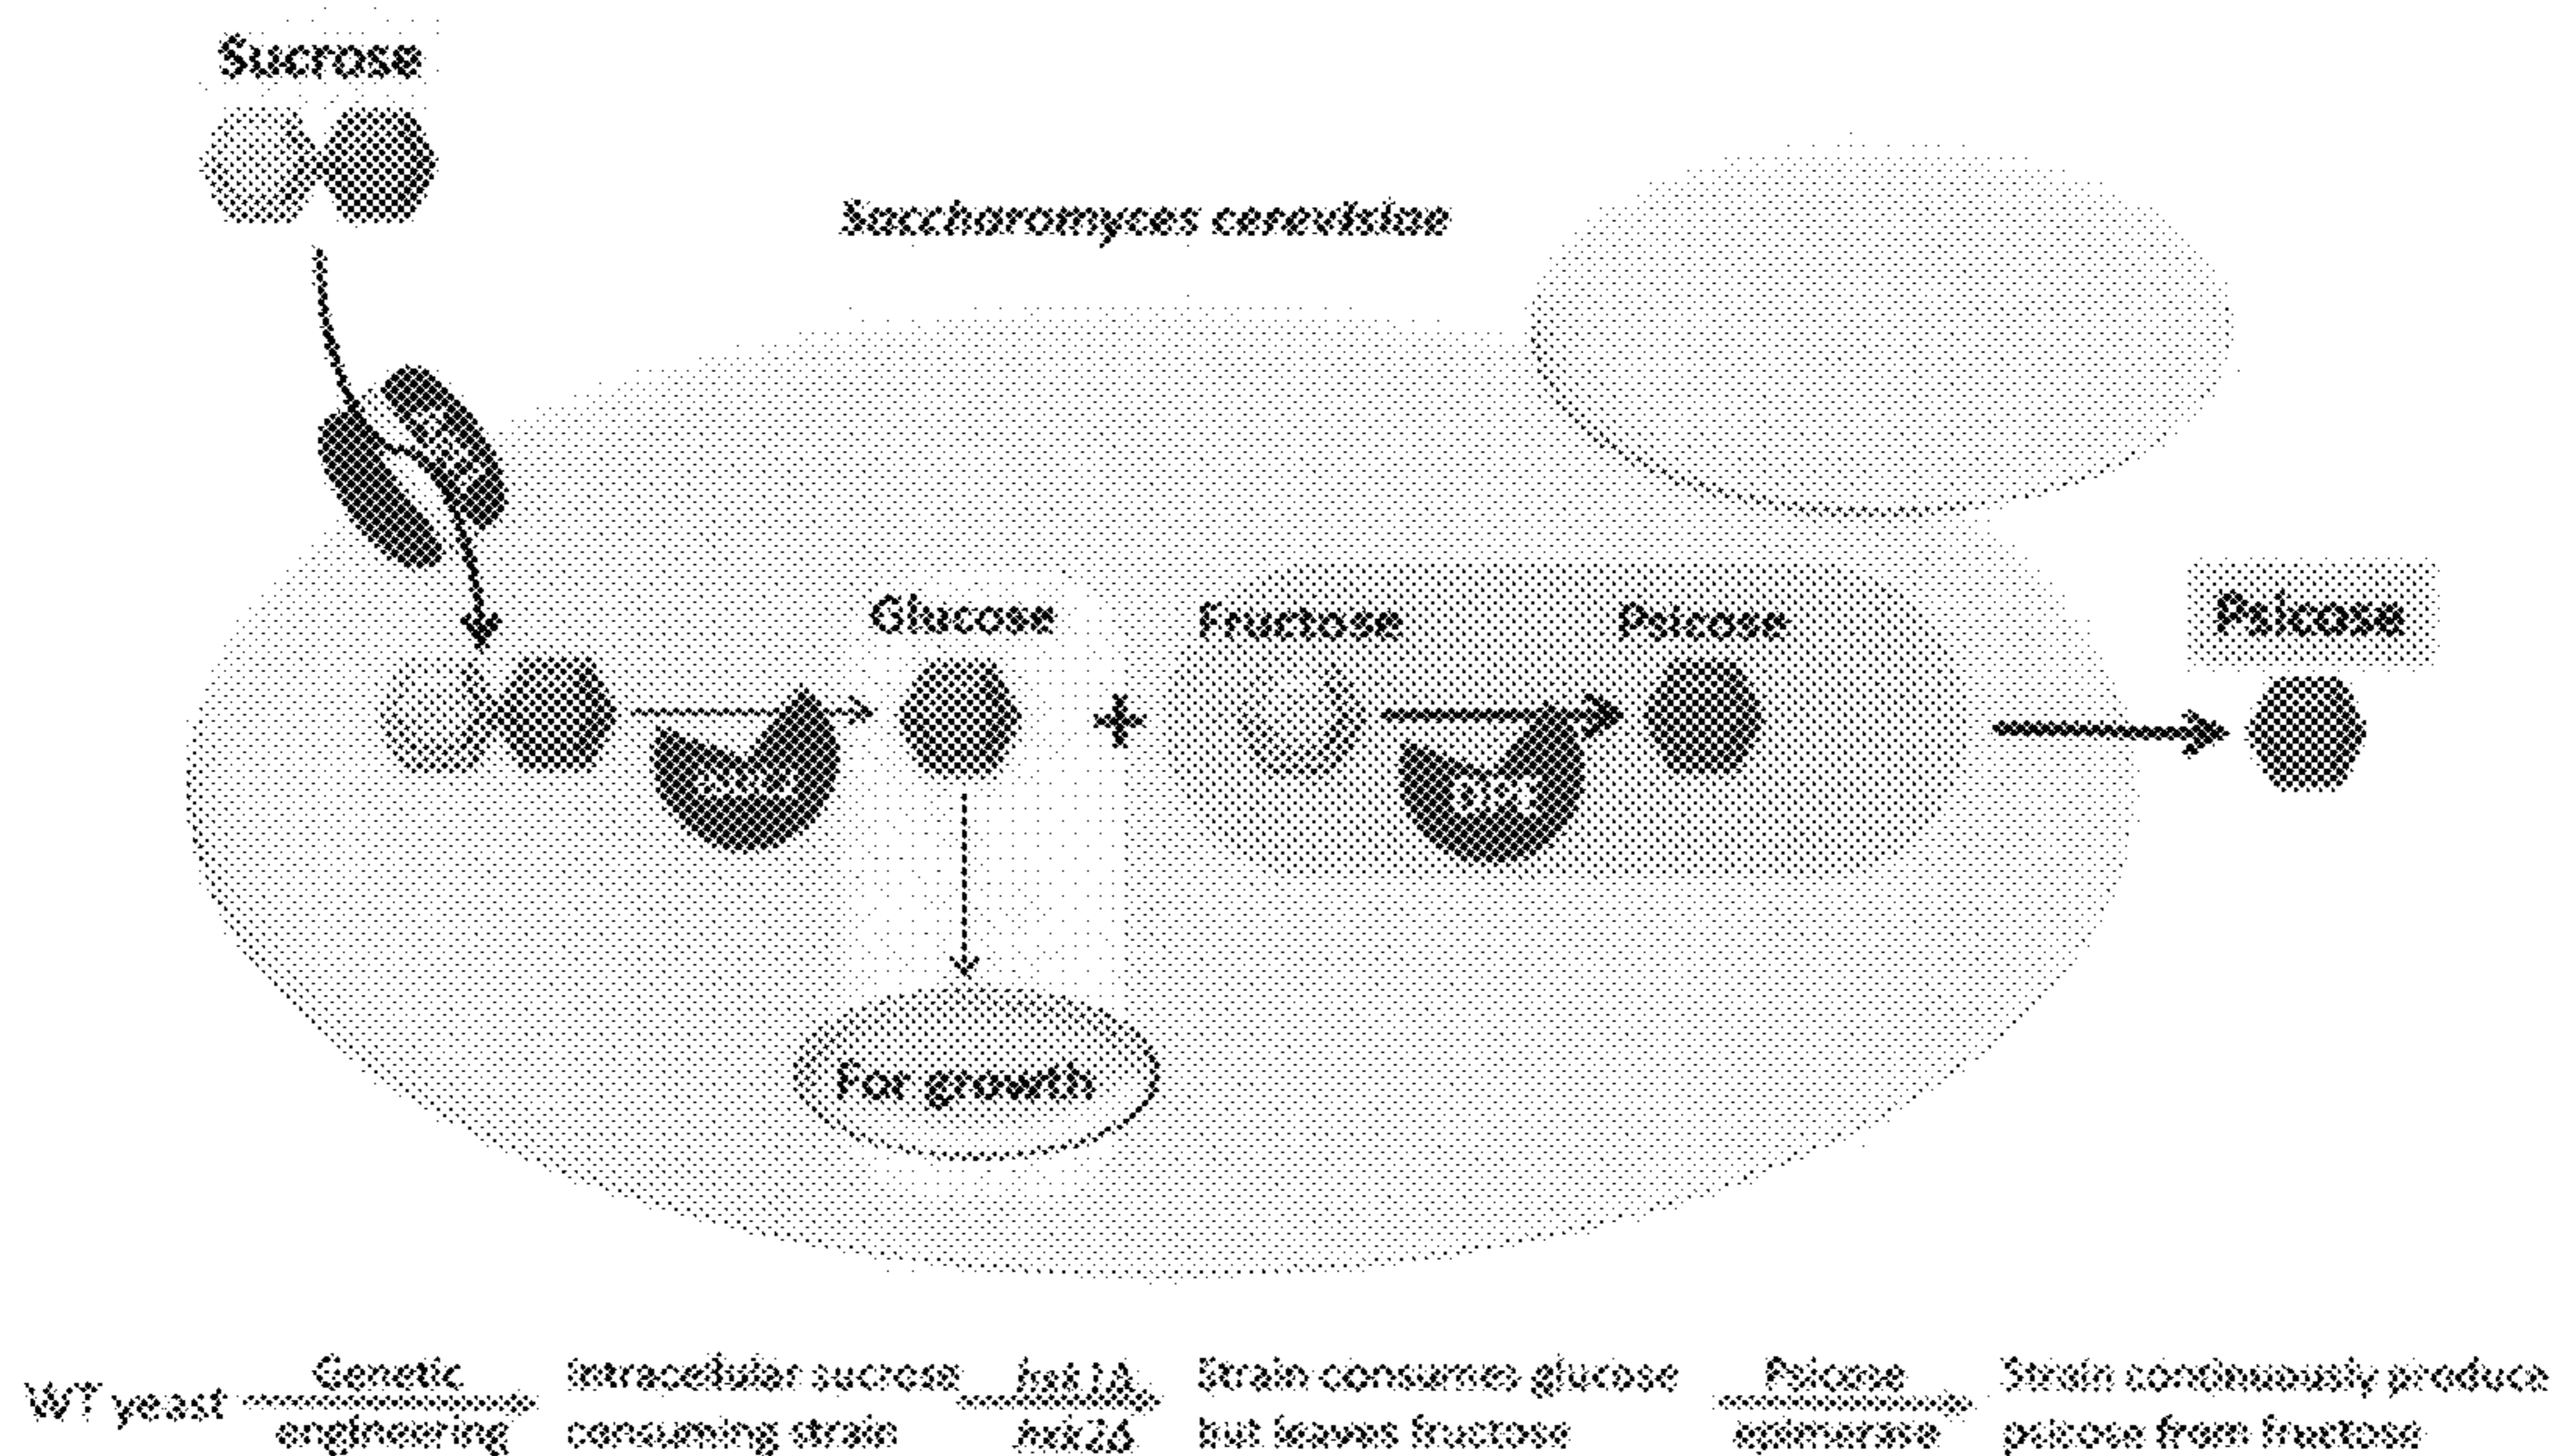 Sucrose
Saccharomyces cerevisiae
Glucose
Fructose
Psicose
Psicose
+
For growth
WT yeast
Genetic
engineering
Intracellular sucrose
consuming strain
hxk1Δ
hxk2Δ
Strain consumes glucose
but leaves fructose
Psicose
epimerase
Strain continuously produce
psicose from fructose